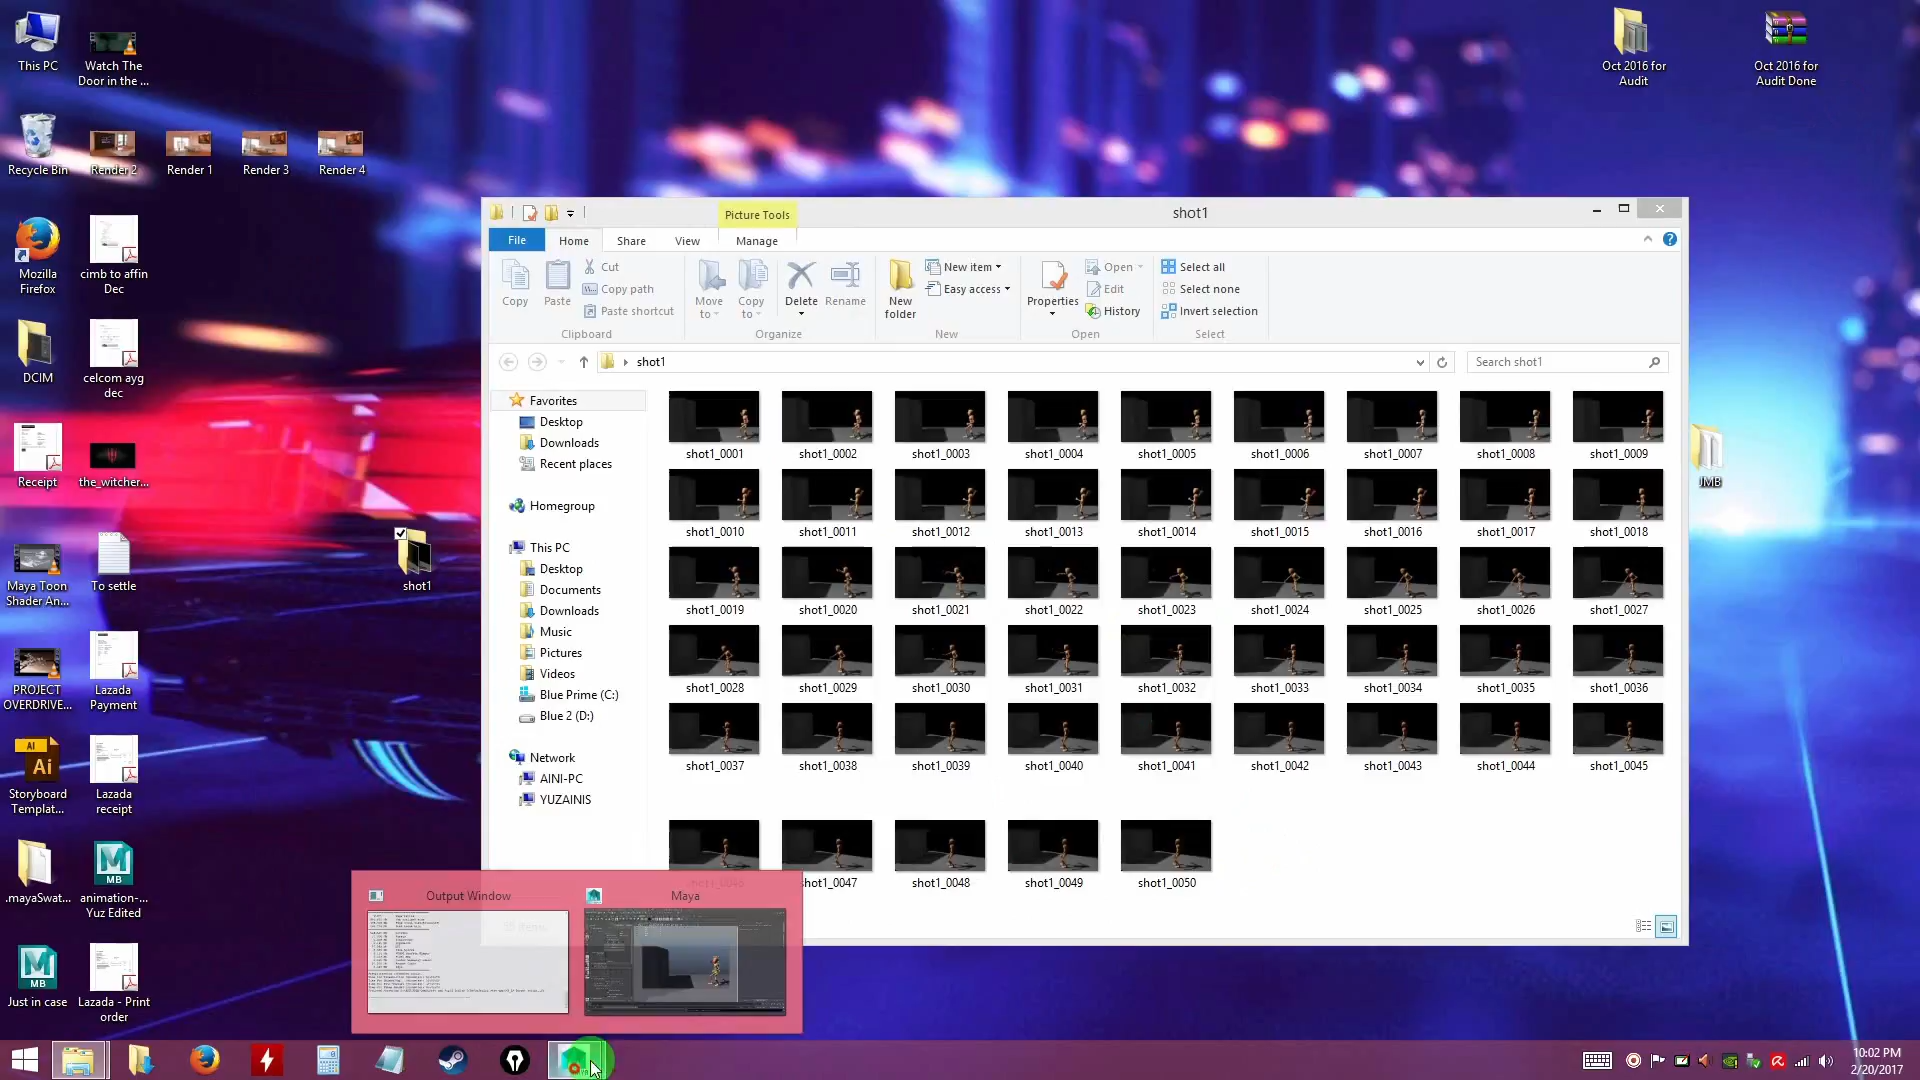 This PC
Watch The
Door in the ...
Oct 2016 for
Audit
Oct 2016 for
Audit Done
Recycle Bin
Render 2
Render 1
Render 3
Render 4
Mozilla
Firefox
cimb to affin
Dec
DCIM
celcom ayg
dec
Receipt
the_witcher...
Maya Toon
Shader An...
To settle
shot1
PROJECT
OVERDRIVE...
Lazada
Payment
Storyboard
Templat...
Lazada
receipt
.mayaSwat...
animation-...
Yuz Edited
Just in case
Lazada - Print
order
JMB
Picture Tools
shot1
File
Home
Share
View
Manage
Copy
Paste
Cut
Copy path
Paste shortcut
Clipboard
Move
to
Copy
to
Delete
Rename
Organize
New
folder
New item
Easy access
New
Properties
Open
Edit
History
Open
Select all
Select none
Invert selection
Select
shot1
Search shot1
Favorites
Desktop
Downloads
Recent places
Homegroup
This PC
Desktop
Documents
Downloads
Music
Pictures
Videos
Blue Prime (C:)
Blue 2 (D:)
Network
AINI-PC
YUZAINIS
shot1_0001
shot1_0002
shot1_0003
shot1_0004
shot1_0005
shot1_0006
shot1_0007
shot1_0008
shot1_0009
shot1_0010
shot1_0011
shot1_0012
shot1_0013
shot1_0014
shot1_0015
shot1_0016
shot1_0017
shot1_0018
shot1_0019
shot1_0020
shot1_0021
shot1_0022
shot1_0023
shot1_0024
shot1_0025
shot1_0026
shot1_0027
shot1_0028
shot1_0029
shot1_0030
shot1_0031
shot1_0032
shot1_0033
shot1_0034
shot1_0035
shot1_0036
shot1_0037
shot1_0038
shot1_0039
shot1_0040
shot1_0041
shot1_0042
shot1_0043
shot1_0044
shot1_0045
shot1_0046
shot1_0047
shot1_0048
shot1_0049
shot1_0050
Output Window
Maya
Ai
AI
MB
MB
10:02 PM
2/20/2017